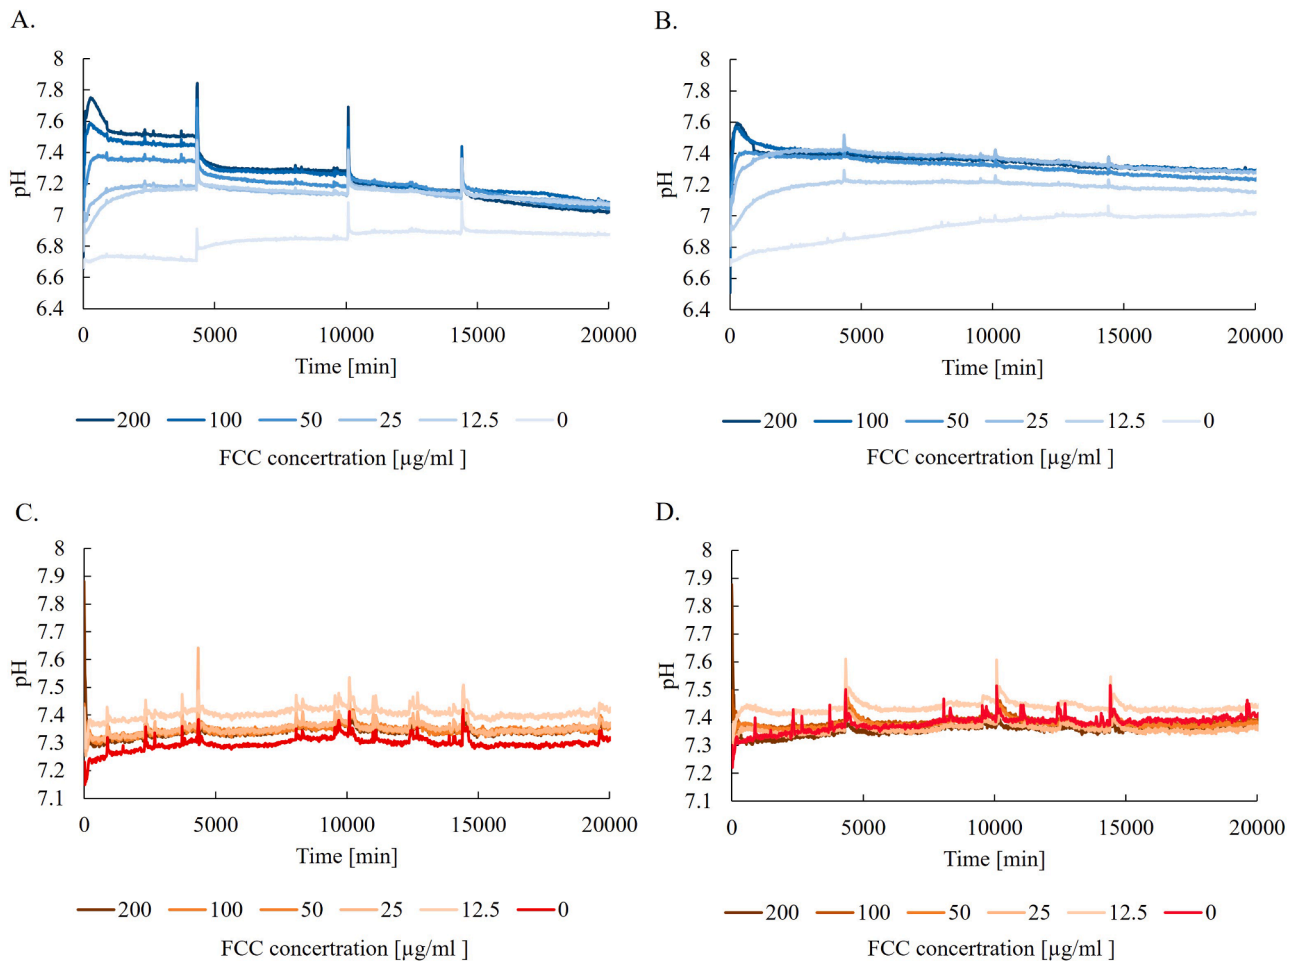 A.
8
7.8
7.6
7.4
7.2
7
6.8
6.6
6.4
pH
0 5000 10000 15000 20000
Time [min]
200 100 50 25 12.5 0
FCC concertration [µg/ml ]
B.
8
7.8
7.6
7.4
7.2
7
6.8
6.6
6.4
pH
0 5000 10000 15000 20000
Time [min]
200 100 50 25 12.5 0
FCC concertration [µg/ml ]
C.
8
7.9
7.8
7.7
7.6
7.5
7.4
7.3
7.2
7.1
pH
0 5000 10000 15000 20000
Time [min]
200 100 50 25 12.5 0
FCC concertration [µg/ml ]
D.
8
7.9
7.8
7.7
7.6
7.5
7.4
7.3
7.2
7.1
pH
0 5000 10000 15000 20000
Time [min]
200 100 50 25 12.5 0
FCC concertration [µg/ml ]